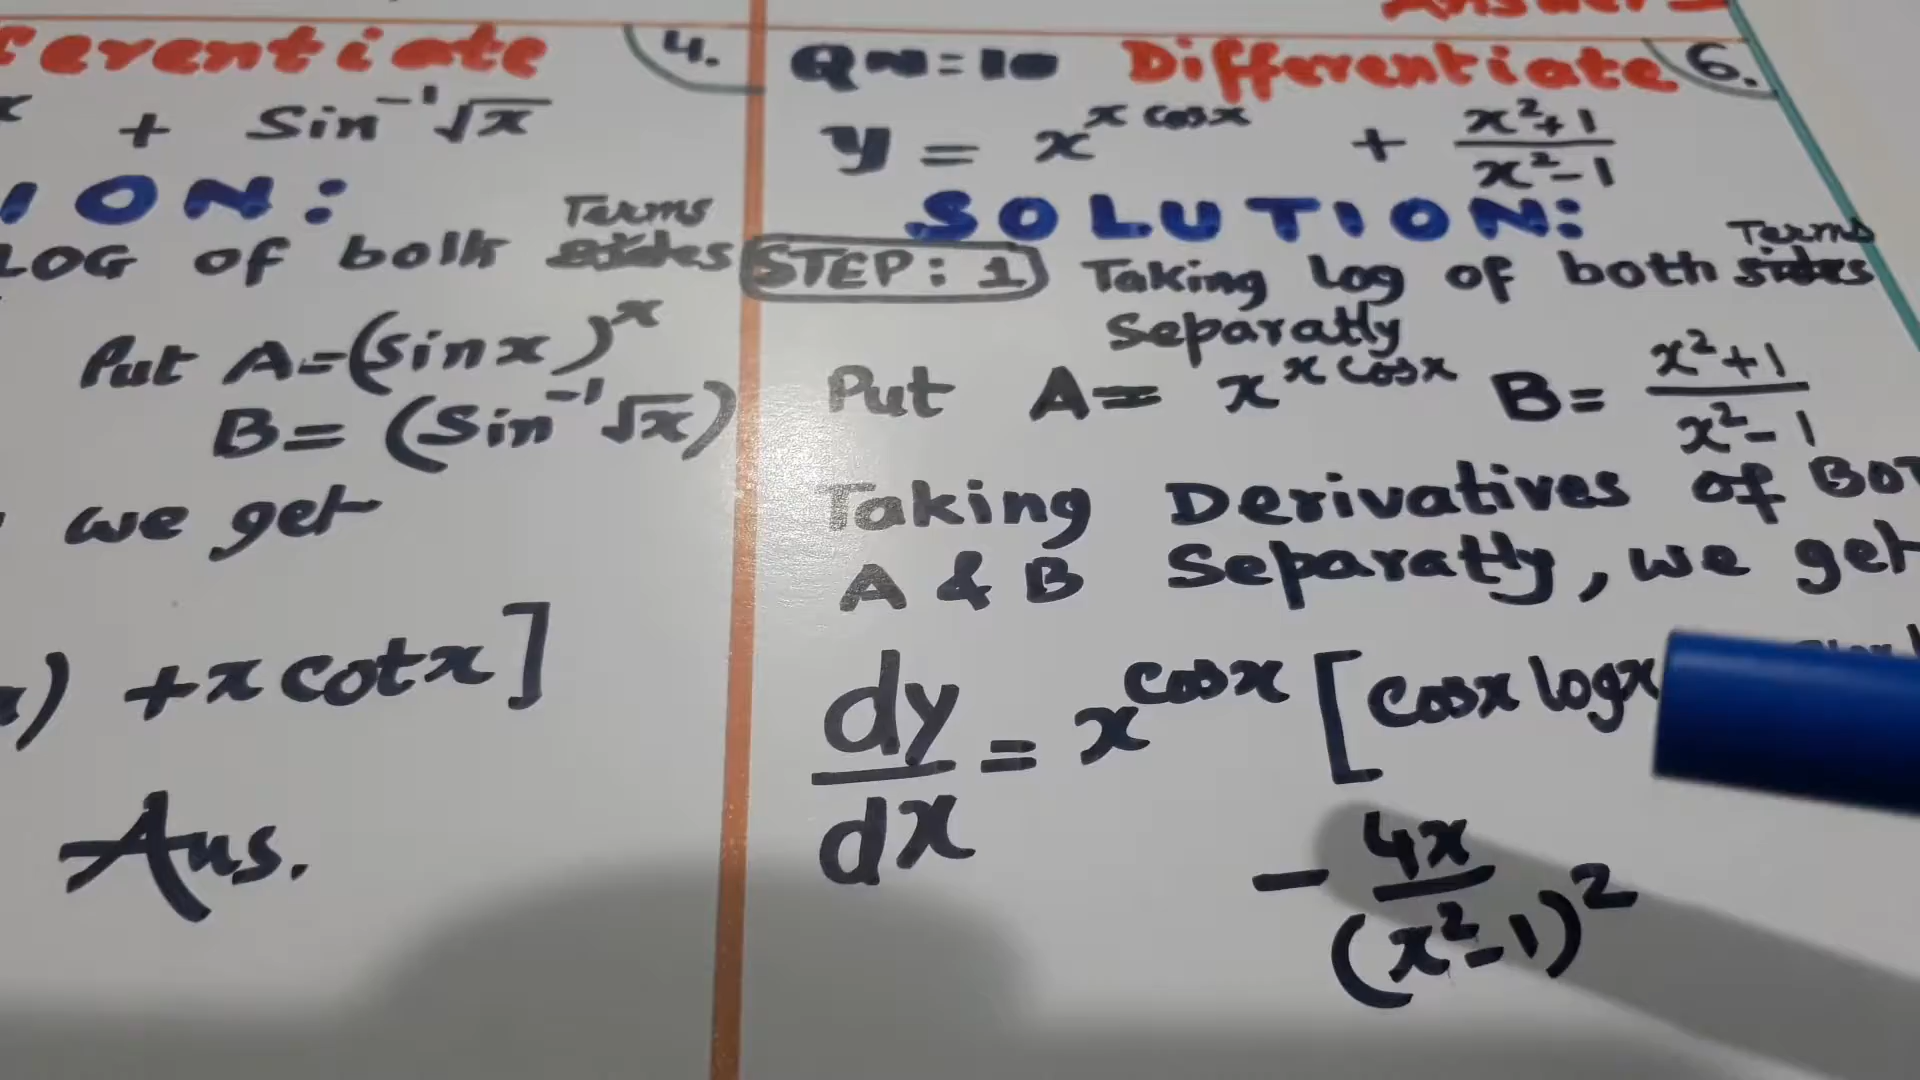 ferentiate 4.
x + Sin⁻¹√x
ION:
LOG of both Terms sides
Put A=(sinx)ˣ
B= (Sin⁻¹√x)
we get
) +x cotx]
Ans.
QN=10 Differentiate 6.
y = x^(x cosx) + (x²+1)/(x²-1)
SOLUTION:
STEP: 1 Taking Log of both Terms sides
Separatly
Put A= x^(x cosx) B= (x²+1)/(x²-1)
Taking Derivatives of BOT
A & B Separatly, we get
dy/dx = x^(cosx) [cosx logx
- 4x/(x²-1)²